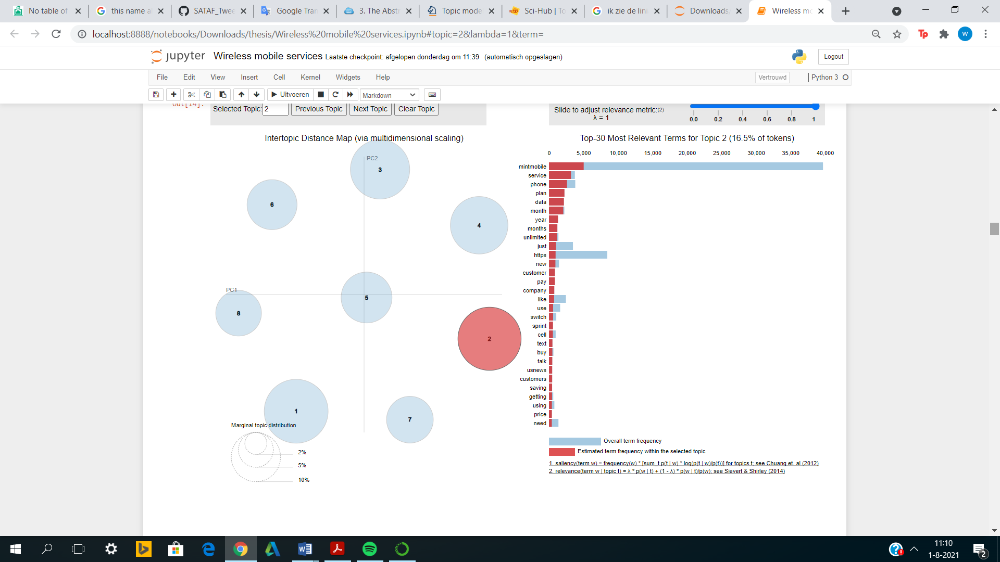 No table of
this name a
SATAF_Twee
Google Tran
3. The Abst
Topic mode
Sci-Hub | To
ik zie de lini
Downloads/
Wireless mo
localhost:8888/notebooks/Downloads/thesis/Wireless%20mobile%20services.ipynb#topic=2&lambda=1&term=
Tp
W
jupyter Wireless mobile services Laatste checkpoint: afgelopen donderdag om 11:39 (automatisch opgeslagen)
Logout
File Edit View Insert Cell Kernel Widgets Help
Vertrouwd Python 3
Uitvoeren Markdown
Out[14]:
Selected Topic: 2 Previous Topic Next Topic Clear Topic
Slide to adjust relevance metric:(2)
λ = 1
0.0 0.2 0.4 0.6 0.8 1
Intertopic Distance Map (via multidimensional scaling)
PC2
3
6
4
PC1
5
8
2
1
7
Marginal topic distribution
2%
5%
10%
Top-30 Most Relevant Terms for Topic 2 (16.5% of tokens)
0 5,000 10,000 15,000 20,000 25,000 30,000 35,000 40,000
mintmobile
service
phone
plan
data
month
year
months
unlimited
just
https
new
customer
pay
company
like
use
switch
sprint
cell
text
buy
talk
usnews
customers
saving
getting
using
price
need
Overall term frequency
Estimated term frequency within the selected topic
1. saliency(term w) = frequency(w) * [sum_t p(t | w) * log(p(t | w)/p(t))] for topics t; see Chuang et. al (2012)
2. relevance(term w | topic t) = λ * p(w | t) + (1 - λ) * p(w | t)/p(w); see Sievert & Shirley (2014)
11:10
1-8-2021
2